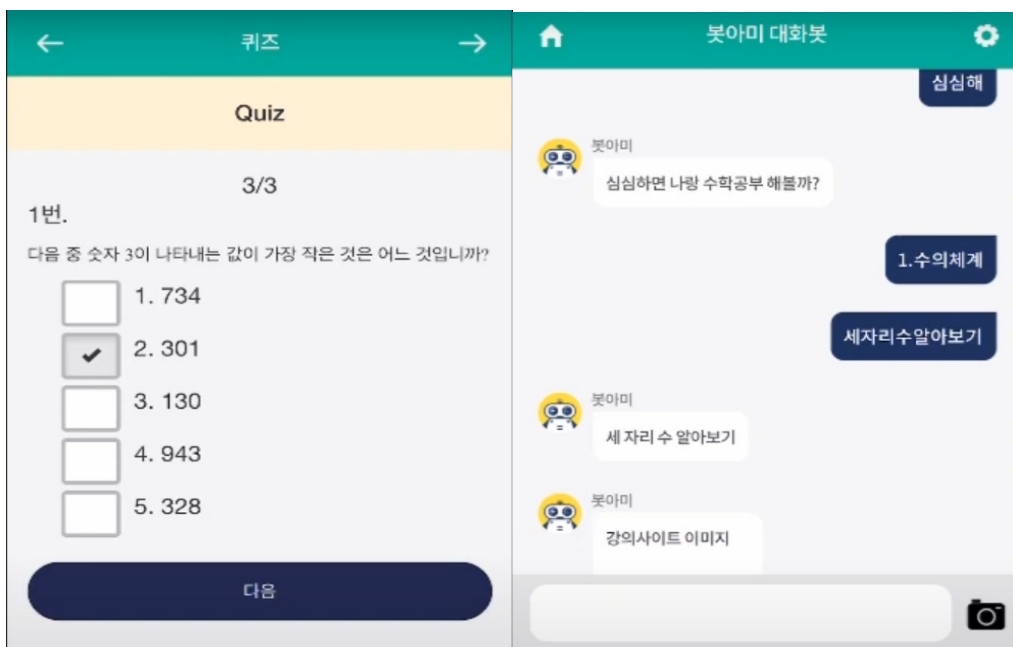 퀴즈
Quiz
3/3
1번.
다음 중 숫자 3이 나타내는 값이 가장 작은 것은 어느 것입니까?
1. 734
2. 301
3. 130
4. 943
5. 328
다음
봇아미 대화봇
심심해
봇아미
심심하면 나랑 수학공부 해볼까?
1.수의체계
세자리수알아보기
봇아미
세 자리 수 알아보기
봇아미
강의사이트 이미지